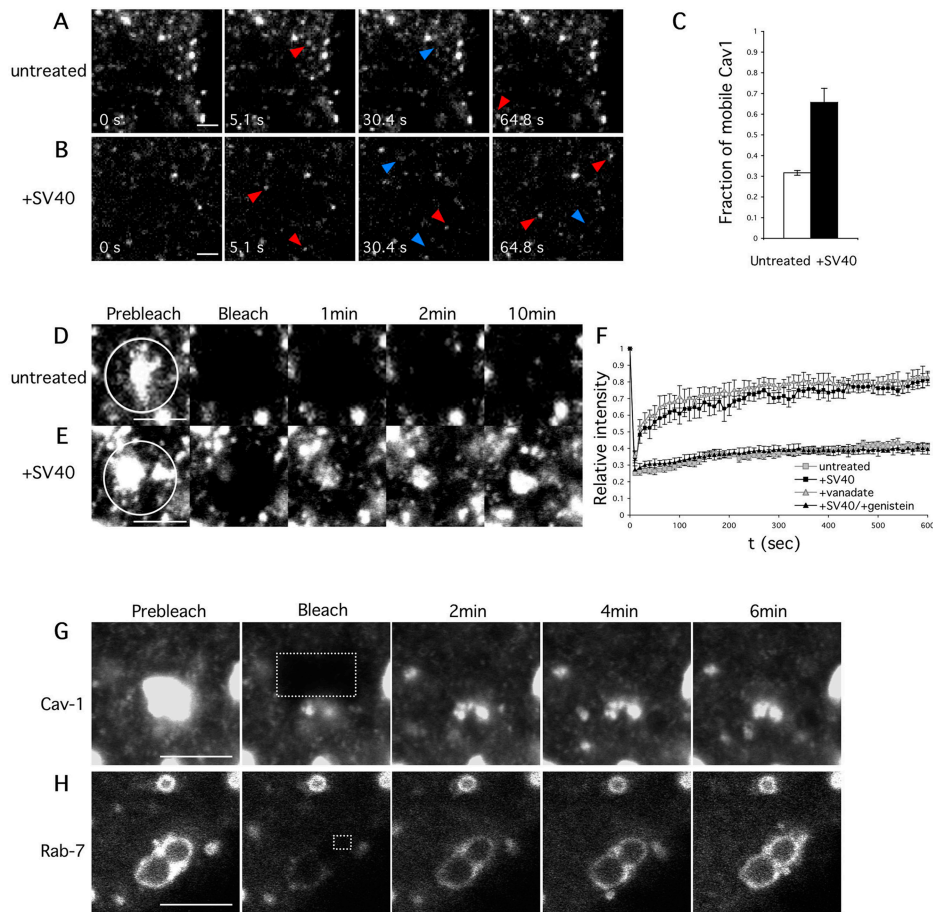 A
untreated
0 s
5.1 s
30.4 s
64.8 s
B
+SV40
0 s
5.1 s
30.4 s
64.8 s
C
Fraction of mobile Cav1
1
0.9
0.8
0.7
0.6
0.5
0.4
0.3
0.2
0.1
0
Untreated +SV40
Prebleach Bleach 1min 2min 10min
D
untreated
E
+SV40
F
Relative intensity
1
0.9
0.8
0.7
0.6
0.5
0.4
0.3
0.2
0.1
0
0 100 200 300 400 500 600
t (sec)
untreated
+SV40
+vanadate
+SV40/+genistein
Prebleach Bleach 2min 4min 6min
G
Cav-1
H
Rab-7